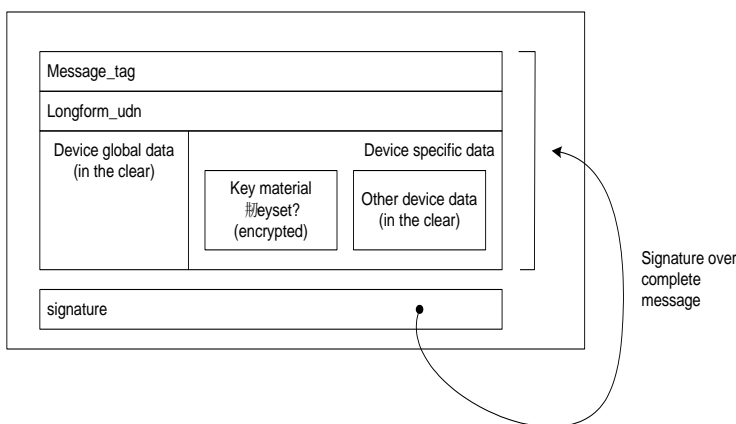 Message_tag
Longform_udn
Device global data
(in the clear)
Device specific data
Key material
(encrypted)
Other device data
(in the clear)
signature
Signature over
complete
message